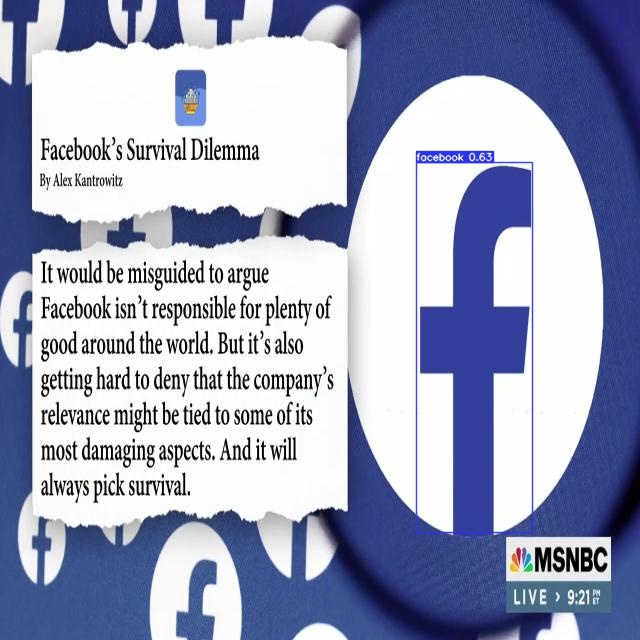 Facebook's Survival Dilemma
By Alex Kantrowitz
It would be misguided to argue
Facebook isn't responsible for plenty of
good around the world. But it's also
getting hard to deny that the company's
relevance might be tied to some of its
most damaging aspects. And it will
always pick survival.
facebook 0.63
MSNBC
LIVE > 9:21 PM ET